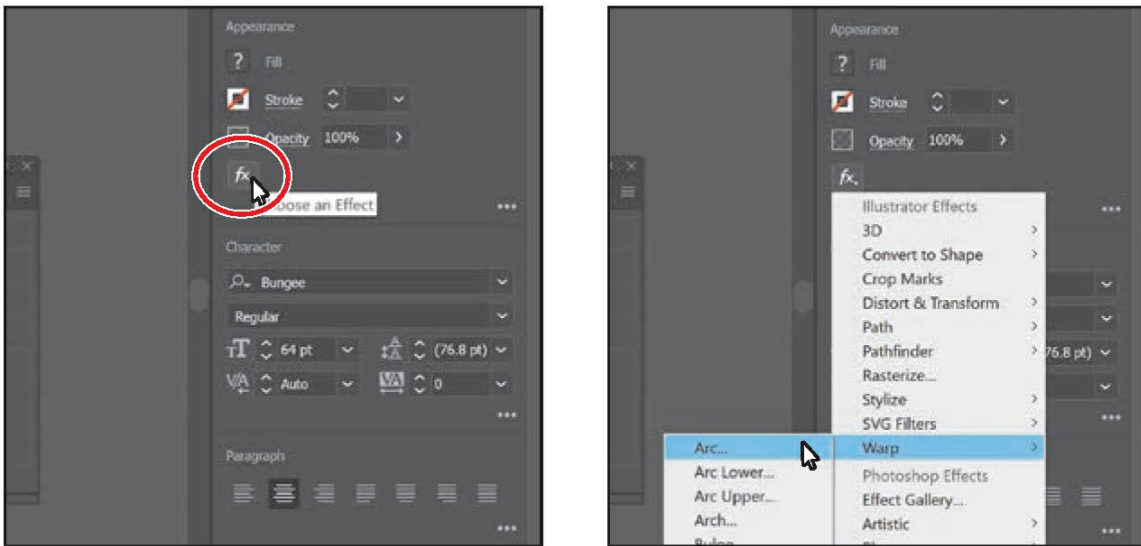 Appearance
? Fill
Stroke
Opacity 100%
fx
Choose an Effect
Character
Bungee
Regular
64 pt (76.8 pt)
Auto 0
Paragraph
Appearance
? Fill
Stroke
Opacity 100%
fx.
Illustrator Effects
3D
Convert to Shape
Crop Marks
Distort & Transform
Path
Pathfinder
76.8 pt)
Rasterize...
Stylize
SVG Filters
Warp
Photoshop Effects
Effect Gallery...
Artistic
Arc...
Arc Lower...
Arc Upper...
Arch...